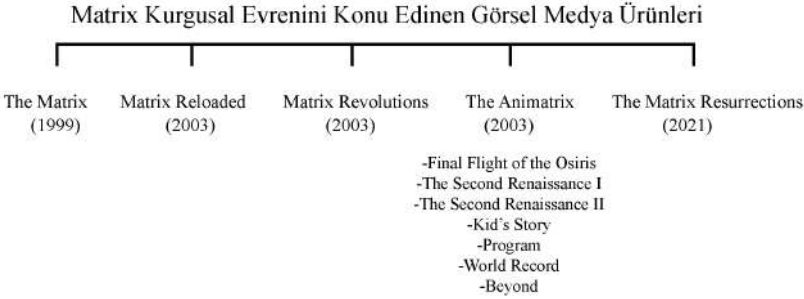 Matrix Kurgusal Evrenini Konu Edinen Görsel Medya Ürünleri
The Matrix
(1999)
Matrix Reloaded
(2003)
Matrix Revolutions
(2003)
The Animatrix
(2003)
-Final Flight of the Osiris
-The Second Renaissance I
-The Second Renaissance II
-Kid's Story
-Program
-World Record
-Beyond
The Matrix Resurrections
(2021)